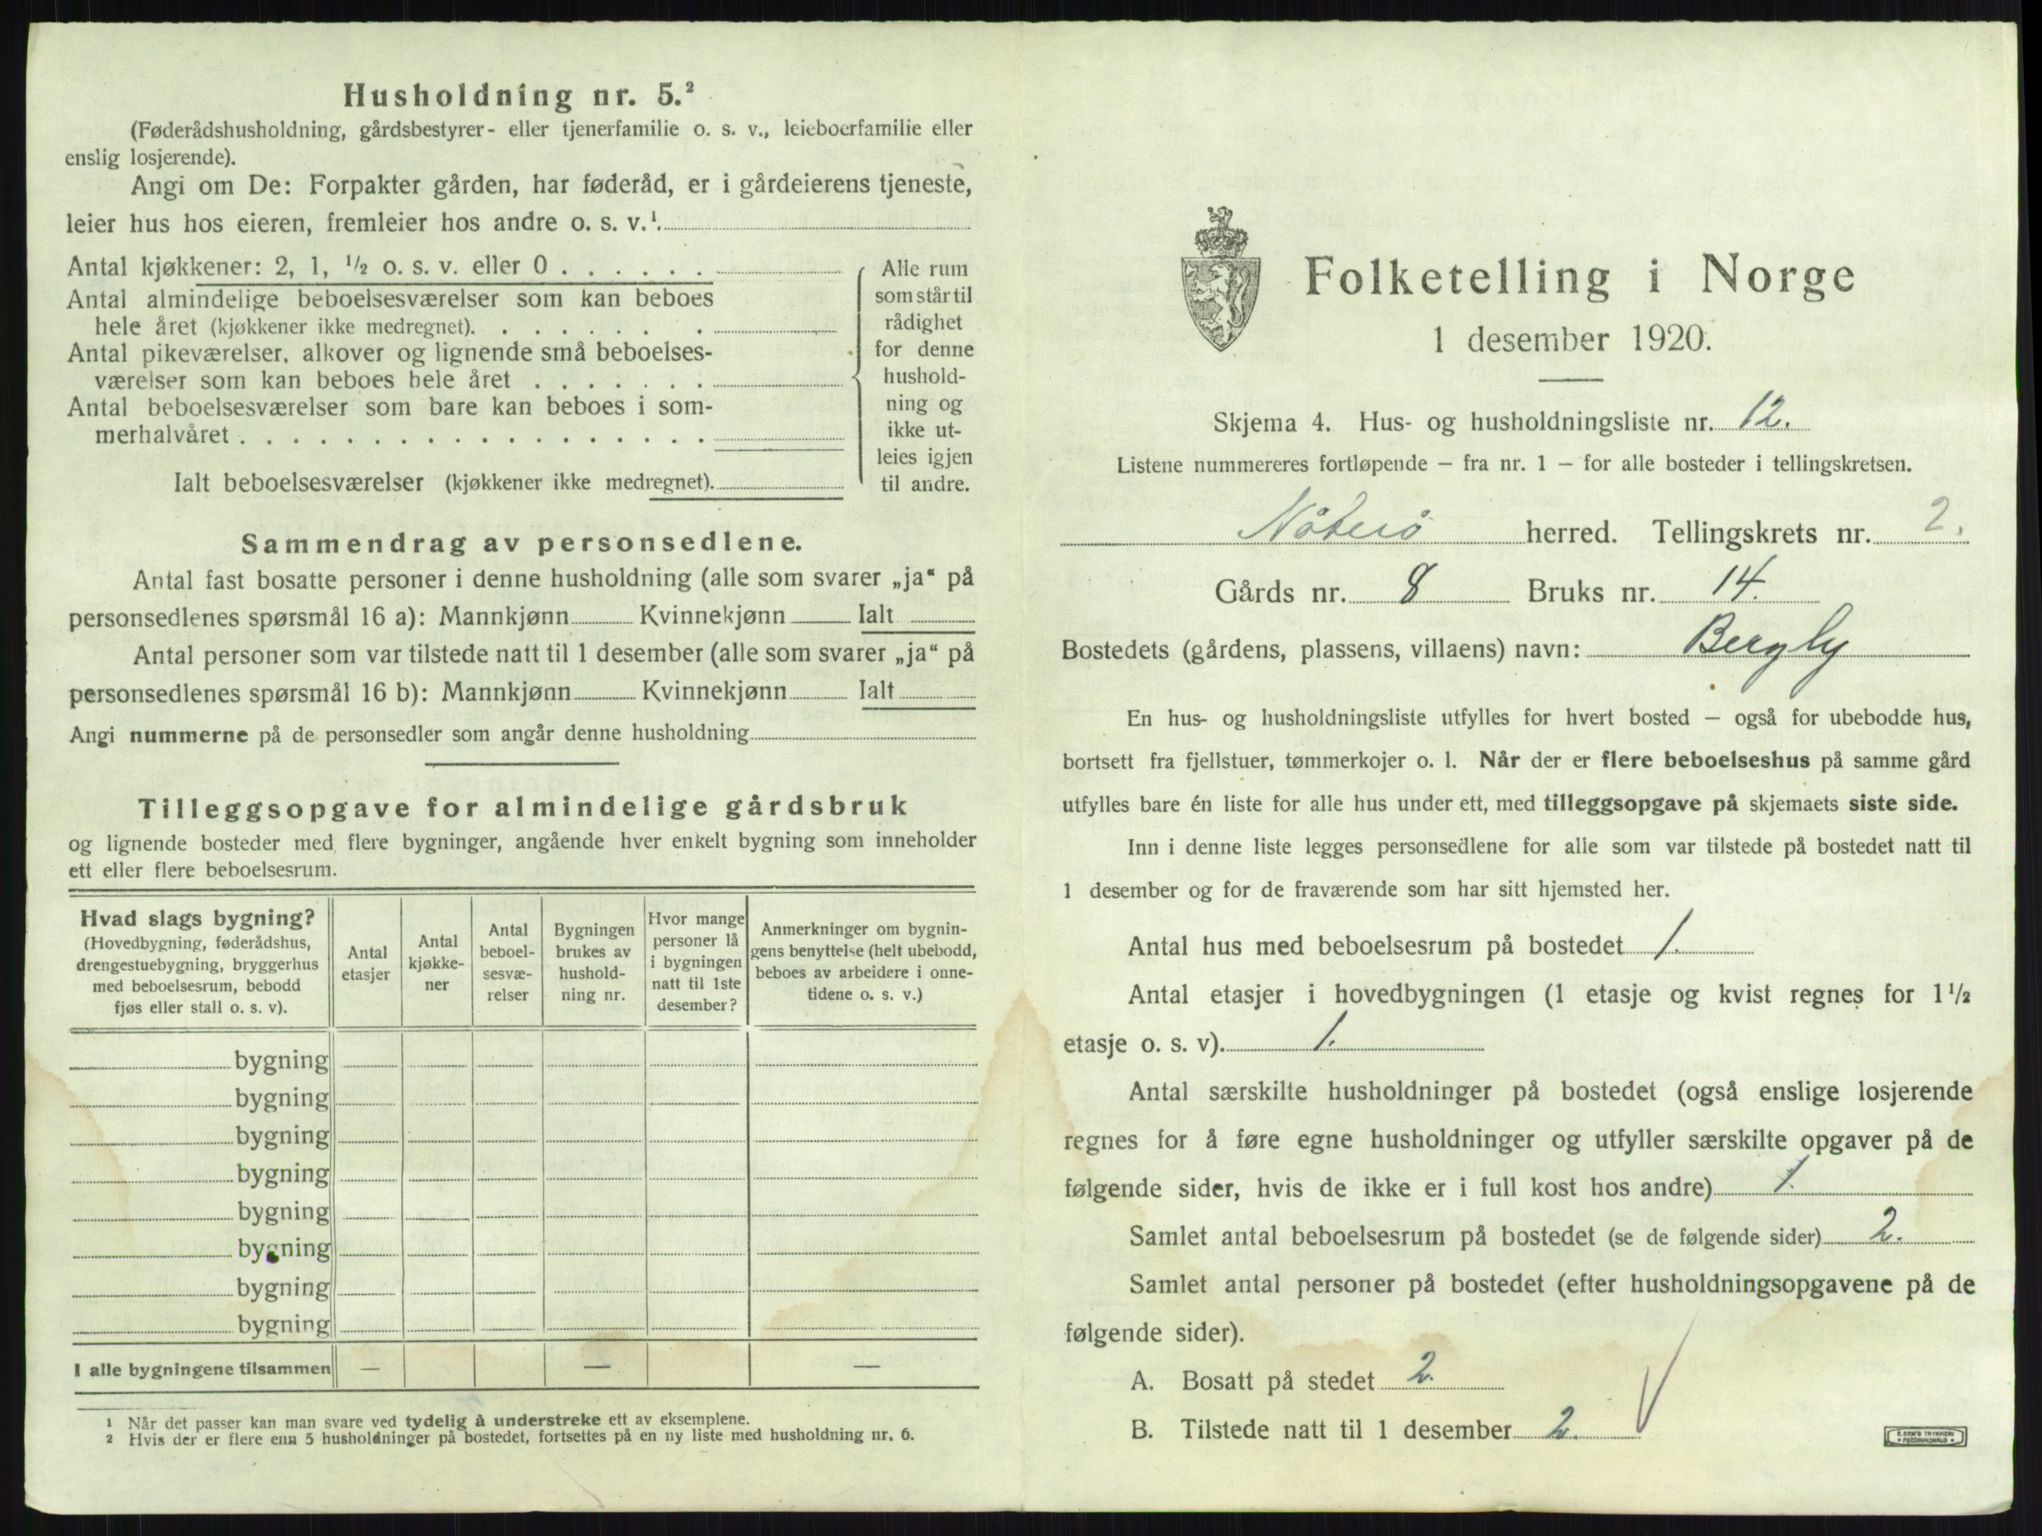 Husholdning nr. 5.²
(Føderådshusholdning, gårdsbestyrer- eller tjenerfamilie o. s. v., leieboerfamilie eller
enslig losjerende).
Angi om De: Forpakter gården, har føderåd, er i gårdeierens tjeneste,
leier hus hos eieren, fremleier hos andre o. s. v.¹.
Antal kjøkkener: 2, 1, ½ o. s. v. eller 0 . . . . . .
Antal almindelige beboelsesværelser som kan beboes
hele året (kjøkkener ikke medregnet). . . . . . . .
Antal pikeværelser, alkover og lignende små beboelses-
værelser som kan beboes hele året . . . . . . .
Antal beboelsesværelser som bare kan beboes i som-
merhalvåret . . . . . . . . . . . . . . . . . .
Ialt beboelsesværelser (kjøkkener ikke medregnet).
Alle rum
som står til
rådighet
for denne
hushold-
ning og
ikke ut-
leies igjen
til andre.
Sammendrag av personsedlene.
Antal fast bosatte personer i denne husholdning (alle som svarer „ja“ på
personsedlenes spørsmål 16 a): Mannkjønn Kvinnekjønn Ialt
Antal personer som var tilstede natt til 1 desember (alle som svarer „ja“ på
personsedlenes spørsmål 16 b): Mannkjønn Kvinnekjønn Ialt
Angi nummerne på de personsedler som angår denne husholdning
Tilleggsopgave for almindelige gårdsbruk
og lignende bosteder med flere bygninger, angående hver enkelt bygning som inneholder
ett eller flere beboelsesrum.
Hvad slags bygning?
(Hovedbygning, føderådshus,
drengestuebygning, bryggerhus
med beboelsesrum, bebodd
fjøs eller stall o. s. v).
Antal
etasjer
Antal
kjøkke-
ner
Antal
beboel-
sesvæ-
relser
Bygningen
brukes av
hushold-
ning nr.
Hvor mange
personer lå
i bygningen
natt til 1ste
desember?
Anmerkninger om bygnin-
gens benyttelse (helt ubebodd,
beboes av arbeidere i onne-
tidene o. s. v.)
bygning
bygning
bygning
bygning
bygning
bygning
bygning
bygning
I alle bygningene tilsammen — — —
¹ Når det passer kan man svare ved tydelig å understreke ett av eksemplene.
² Hvis der er flere enn 5 husholdninger på bostedet, fortsettes på en ny liste med husholdning nr. 6.
Folketelling i Norge
1 desember 1920.
Skjema 4. Hus- og husholdningsliste nr. 12.
Listene nummereres fortløpende – fra nr. 1 – for alle bosteder i tellingskretsen.
Nøterø herred. Tellingskrets nr. 2.
Gårds nr. 8 Bruks nr. 14.
Bostedets (gårdens, plassens, villaens) navn: Bergly
En hus- og husholdningsliste utfylles for hvert bosted – også for ubebodde hus,
bortsett fra fjellstuer, tømmerkojer o. l. Når der er flere beboelseshus på samme gård
utfylles bare én liste for alle hus under ett, med tilleggsopgave på skjemaets siste side.
Inn i denne liste legges personsedlene for alle som var tilstede på bostedet natt til
1 desember og for de fraværende som har sitt hjemsted her.
Antal hus med beboelsesrum på bostedet 1.
Antal etasjer i hovedbygningen (1 etasje og kvist regnes for 1½
etasje o. s. v). 1.
Antal særskilte husholdninger på bostedet (også enslige losjerende
regnes for å føre egne husholdninger og utfyller særskilte opgaver på de
følgende sider, hvis de ikke er i full kost hos andre) 1.
Samlet antal beboelsesrum på bostedet (se de følgende sider) 2.
Samlet antal personer på bostedet (efter husholdningsopgavene på de
følgende sider).
A. Bosatt på stedet 2.
B. Tilstede natt til 1 desember 2.